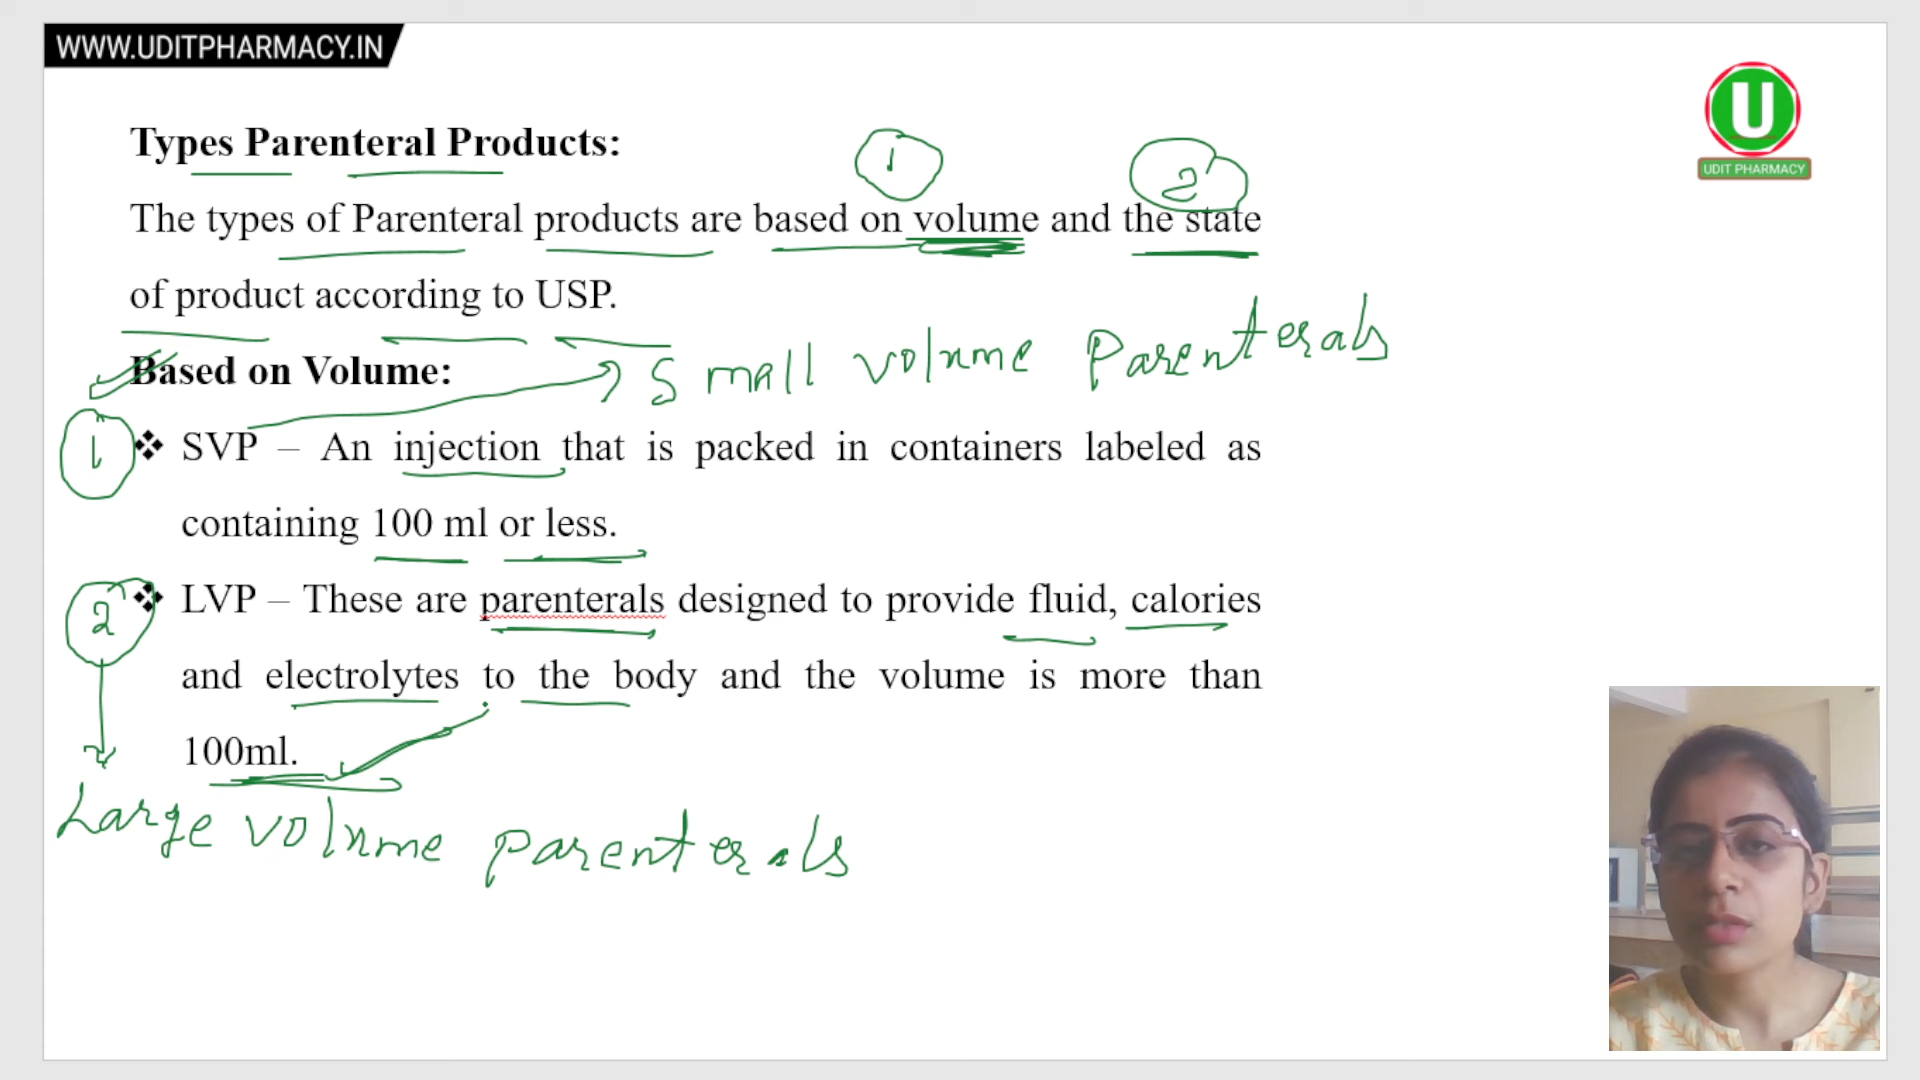 WWW.UDITPHARMACY.IN
U
UDIT PHARMACY
Types Parenteral Products:
1 2
The types of Parenteral products are based on volume and the state
of product according to USP.
Small volume Parenterals
Based on Volume:
1
❖ SVP – An injection that is packed in containers labeled as
containing 100 ml or less.
2
❖ LVP – These are parenterals designed to provide fluid, calories
and electrolytes to the body and the volume is more than
100ml.
Large volume parenterals